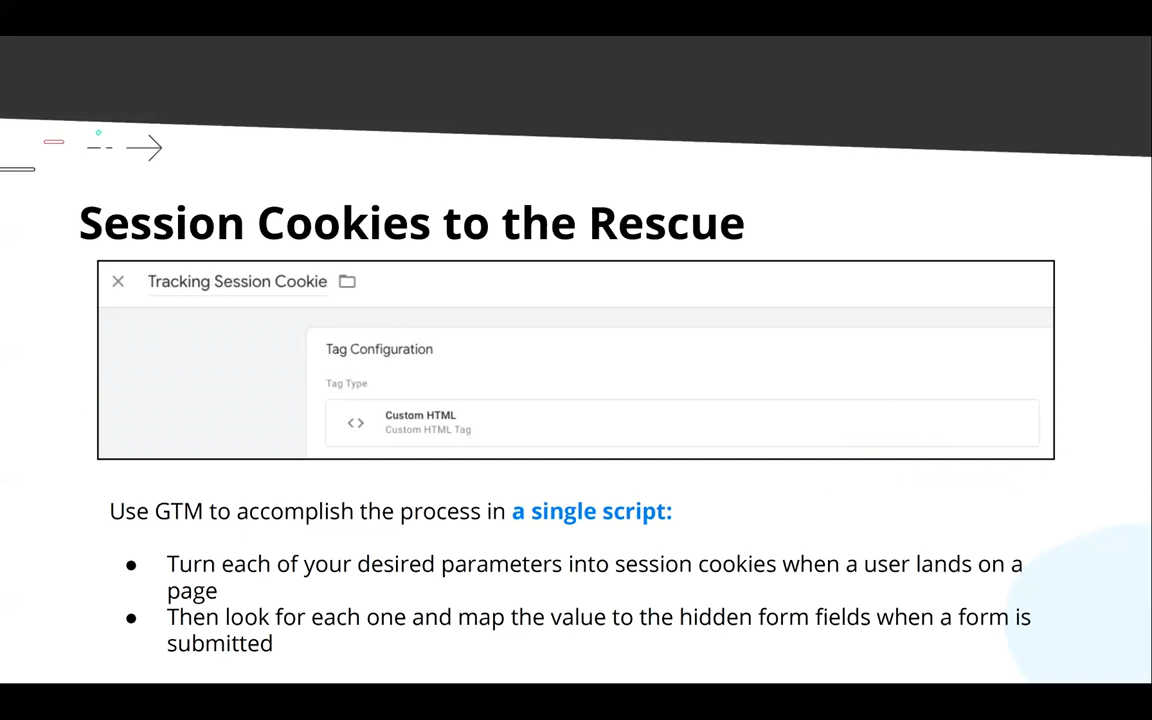 Session Cookies to the Rescue
Tracking Session Cookie
Tag Configuration
Tag Type
Custom HTML
Custom HTML Tag
Use GTM to accomplish the process in a single script:
● Turn each of your desired parameters into session cookies when a user lands on a
page
● Then look for each one and map the value to the hidden form fields when a form is
submitted